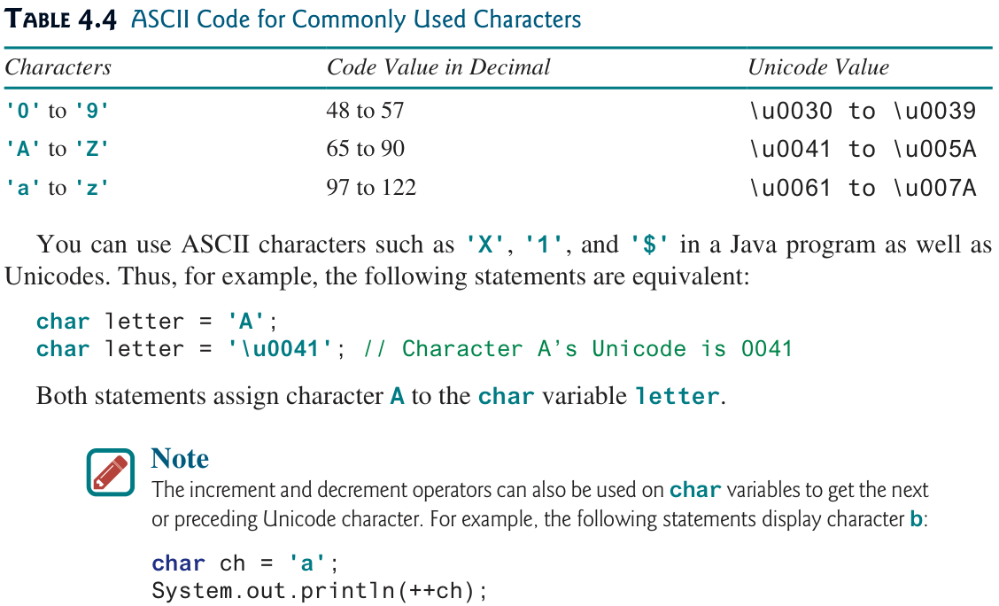 TABLE 4.4 ASCII Code for Commonly Used Characters
Characters Code Value in Decimal Unicode Value
'0' to '9' 48 to 57 \u0030 to \u0039
'A' to 'Z' 65 to 90 \u0041 to \u005A
'a' to 'z' 97 to 122 \u0061 to \u007A
You can use ASCII characters such as 'X', '1', and '$' in a Java program as well as
Unicodes. Thus, for example, the following statements are equivalent:
char letter = 'A';
char letter = '\u0041'; // Character A’s Unicode is 0041
Both statements assign character A to the char variable letter.
Note
The increment and decrement operators can also be used on char variables to get the next
or preceding Unicode character. For example, the following statements display character b:
char ch = 'a';
System.out.println(++ch);